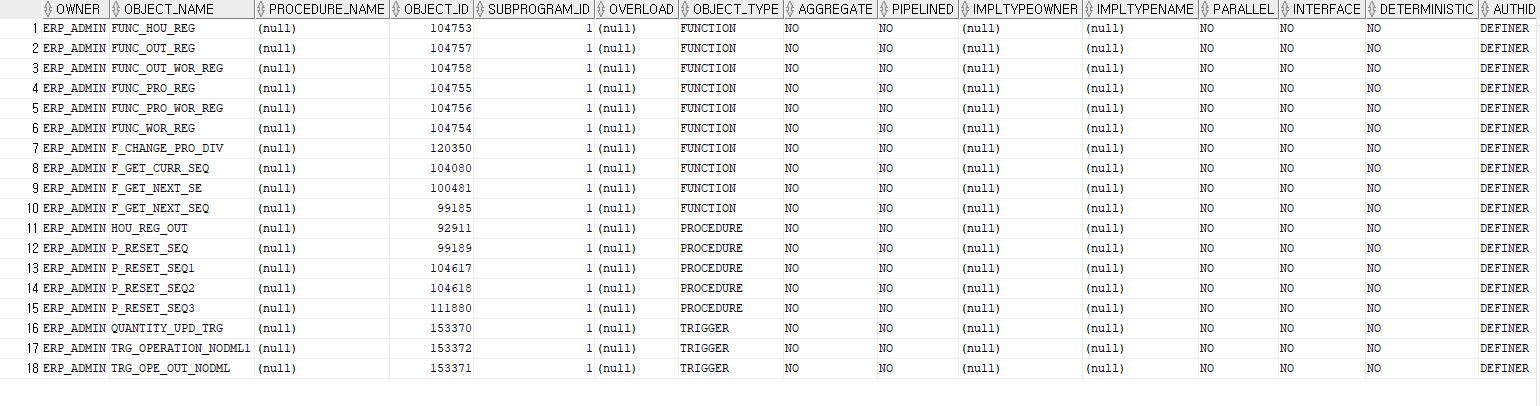 OWNER OBJECT_NAME PROCEDURE_NAME OBJECT_ID SUBPROGRAM_ID OVERLOAD OBJECT_TYPE AGGREGATE PIPELINED IMPLTYPEOWNER IMPLTYPENAME PARALLEL INTERFACE DETERMINISTIC AUTHID
1 ERP_ADMIN FUNC_HOU_REG (null) 104753 1 (null) FUNCTION NO NO (null) (null) NO NO NO DEFINER
2 ERP_ADMIN FUNC_OUT_REG (null) 104757 1 (null) FUNCTION NO NO (null) (null) NO NO NO DEFINER
3 ERP_ADMIN FUNC_OUT_WOR_REG (null) 104758 1 (null) FUNCTION NO NO (null) (null) NO NO NO DEFINER
4 ERP_ADMIN FUNC_PRO_REG (null) 104755 1 (null) FUNCTION NO NO (null) (null) NO NO NO DEFINER
5 ERP_ADMIN FUNC_PRO_WOR_REG (null) 104756 1 (null) FUNCTION NO NO (null) (null) NO NO NO DEFINER
6 ERP_ADMIN FUNC_WOR_REG (null) 104754 1 (null) FUNCTION NO NO (null) (null) NO NO NO DEFINER
7 ERP_ADMIN F_CHANGE_PRO_DIV (null) 120350 1 (null) FUNCTION NO NO (null) (null) NO NO NO DEFINER
8 ERP_ADMIN F_GET_CURR_SEQ (null) 104080 1 (null) FUNCTION NO NO (null) (null) NO NO NO DEFINER
9 ERP_ADMIN F_GET_NEXT_SE (null) 100481 1 (null) FUNCTION NO NO (null) (null) NO NO NO DEFINER
10 ERP_ADMIN F_GET_NEXT_SEQ (null) 99185 1 (null) FUNCTION NO NO (null) (null) NO NO NO DEFINER
11 ERP_ADMIN HOU_REG_OUT (null) 92911 1 (null) PROCEDURE NO NO (null) (null) NO NO NO DEFINER
12 ERP_ADMIN P_RESET_SEQ (null) 99189 1 (null) PROCEDURE NO NO (null) (null) NO NO NO DEFINER
13 ERP_ADMIN P_RESET_SEQ1 (null) 104617 1 (null) PROCEDURE NO NO (null) (null) NO NO NO DEFINER
14 ERP_ADMIN P_RESET_SEQ2 (null) 104618 1 (null) PROCEDURE NO NO (null) (null) NO NO NO DEFINER
15 ERP_ADMIN P_RESET_SEQ3 (null) 111880 1 (null) PROCEDURE NO NO (null) (null) NO NO NO DEFINER
16 ERP_ADMIN QUANTITY_UPD_TRG (null) 153370 1 (null) TRIGGER NO NO (null) (null) NO NO NO DEFINER
17 ERP_ADMIN TRG_OPERATION_NODML1 (null) 153372 1 (null) TRIGGER NO NO (null) (null) NO NO NO DEFINER
18 ERP_ADMIN TRG_OPE_OUT_NODML (null) 153371 1 (null) TRIGGER NO NO (null) (null) NO NO NO DEFINER